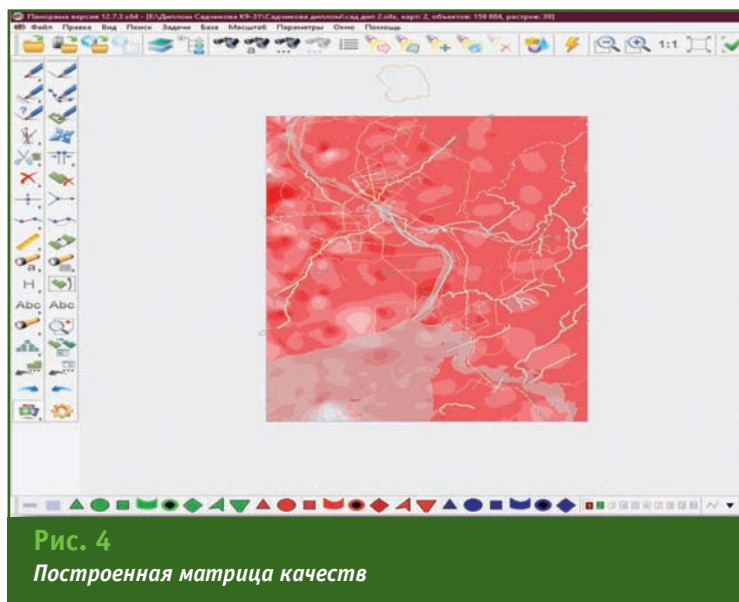 Панорама версия 12.7.3 x64 - [E:\Диплом Садчикова К9-31\Садчикова диплом\сад дип 2.sitx, карт: 2, объектов: 150 884, растров: 39]
Файл Правка Вид Поиск Задачи База Масштаб Параметры Окно Помощь
a ... ... 1:1
a
H
Abc Abc
Рис. 4
Построенная матрица качеств